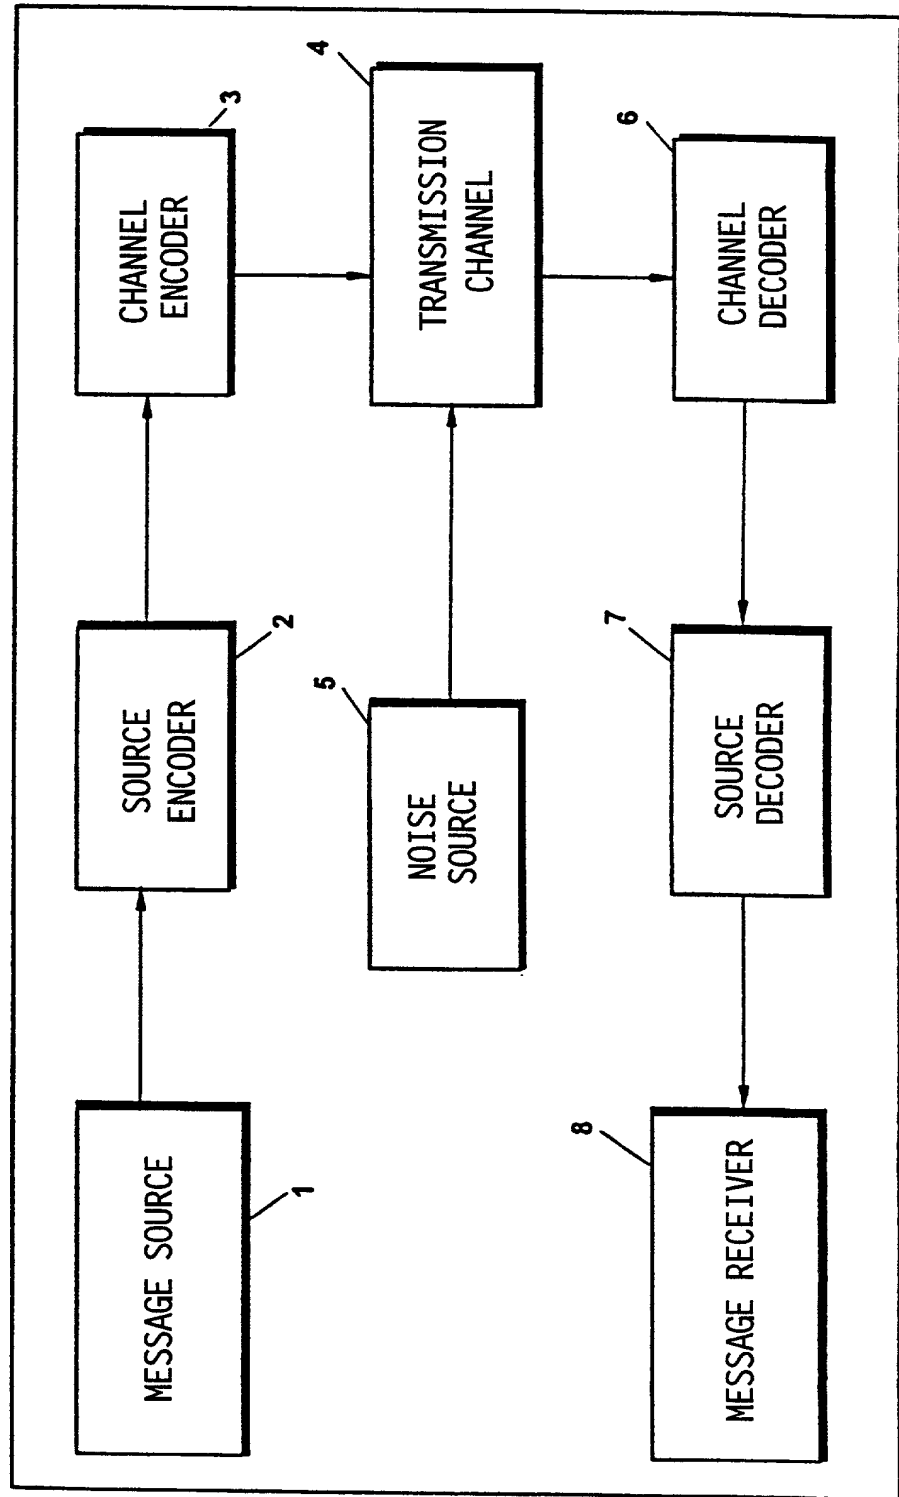 MESSAGE SOURCE
1
SOURCE
ENCODER
2
CHANNEL
ENCODER
3
TRANSMISSION
CHANNEL
4
NOISE
SOURCE
5
CHANNEL
DECODER
6
SOURCE
DECODER
7
MESSAGE RECEIVER
8